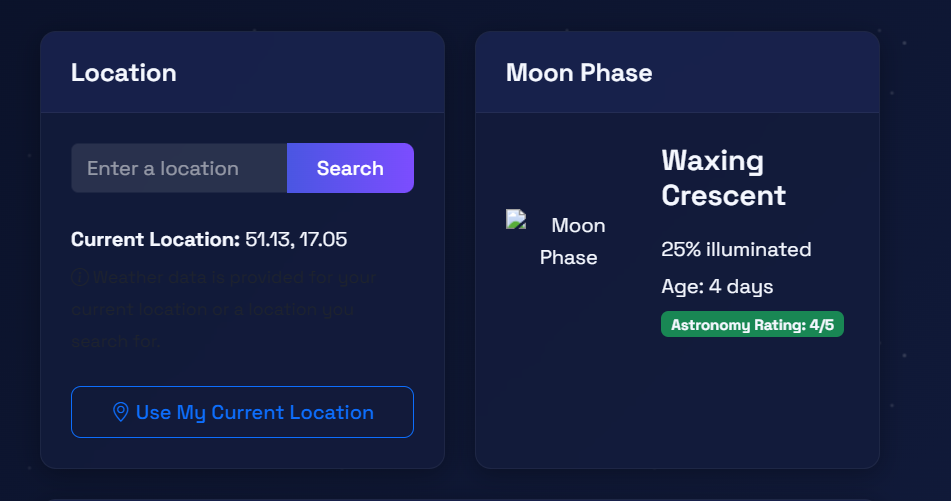 Location
Enter a location
Search
Current Location: 51.13, 17.05
Weather data is provided for your
current location or a location you
search for.
Use My Current Location
Moon Phase
Moon
Phase
Waxing
Crescent
25% illuminated
Age: 4 days
Astronomy Rating: 4/5